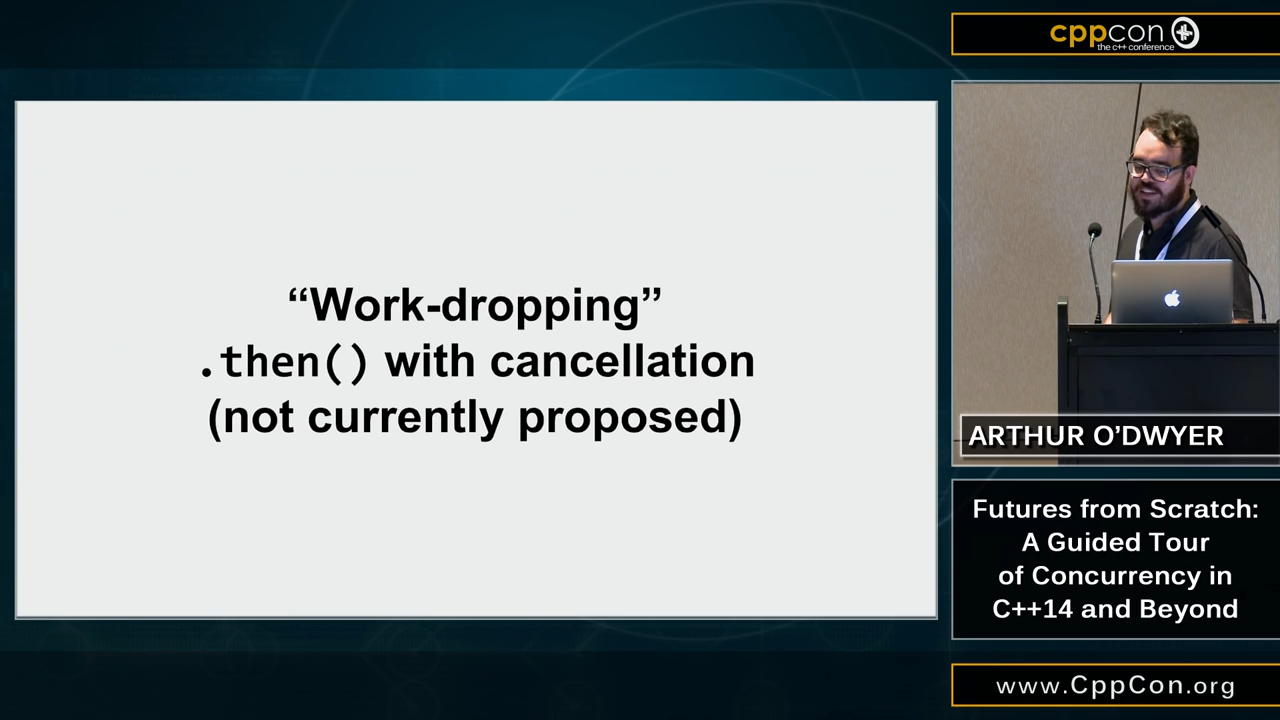 “Work-dropping”
.then() with cancellation
(not currently proposed)
cppcon
the c++ conference
ARTHUR O’DWYER
Futures from Scratch:
A Guided Tour
of Concurrency in
C++14 and Beyond
www.CppCon.org